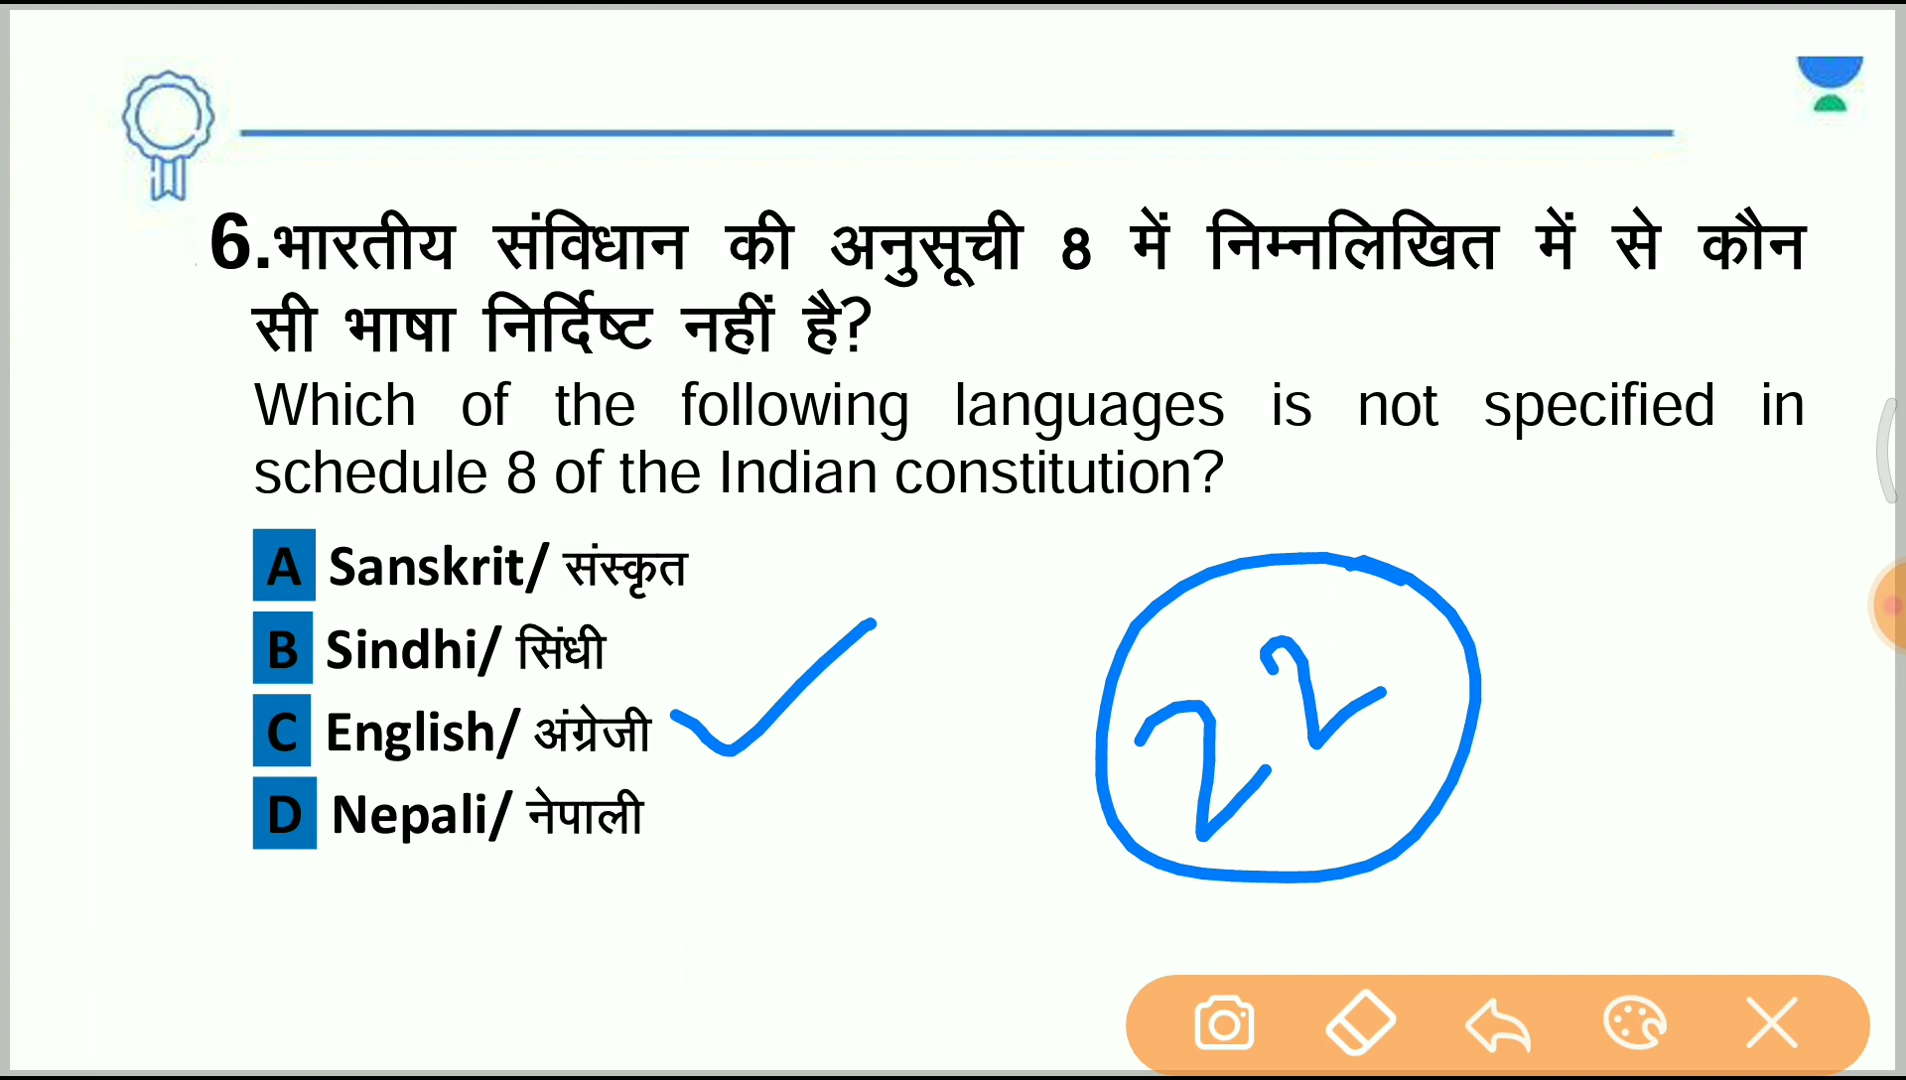 6.भारतीय संविधान की अनुसूची 8 में निम्नलिखित में से कौन
सी भाषा निर्दिष्ट नहीं है?
Which of the following languages is not specified in
schedule 8 of the Indian constitution?
A Sanskrit/ संस्कृत
B Sindhi/ सिंधी
C English/ अंग्रेजी
D Nepali/ नेपाली
22